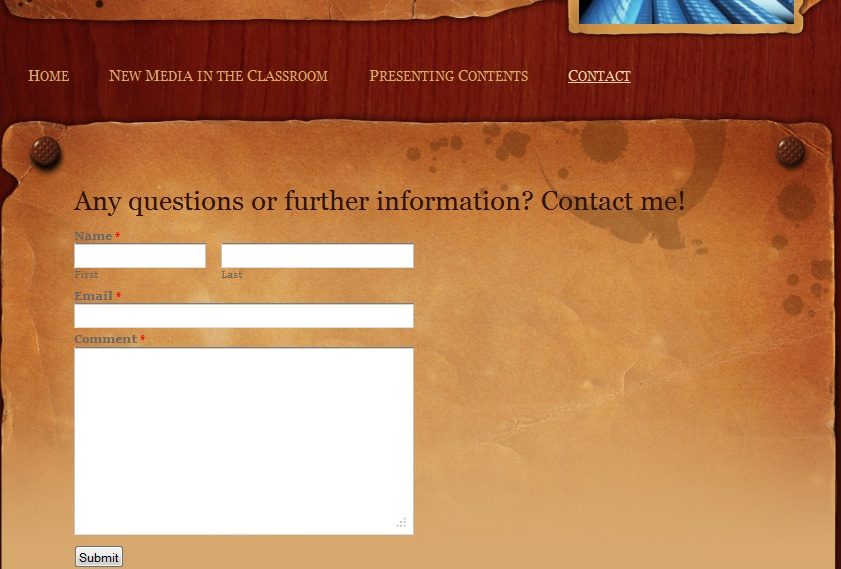 Home New Media in the Classroom Presenting Contents Contact
Any questions or further information? Contact me!
Name *
First Last
Email *
Comment *
Submit